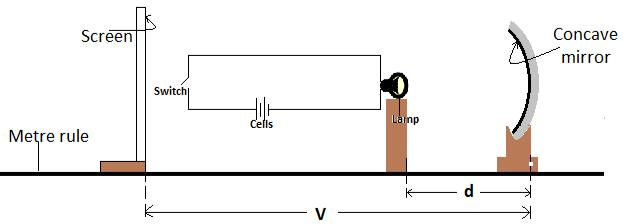 Screen
Concave
mirror
Switch
Cells
Lamp
Metre rule
d
V